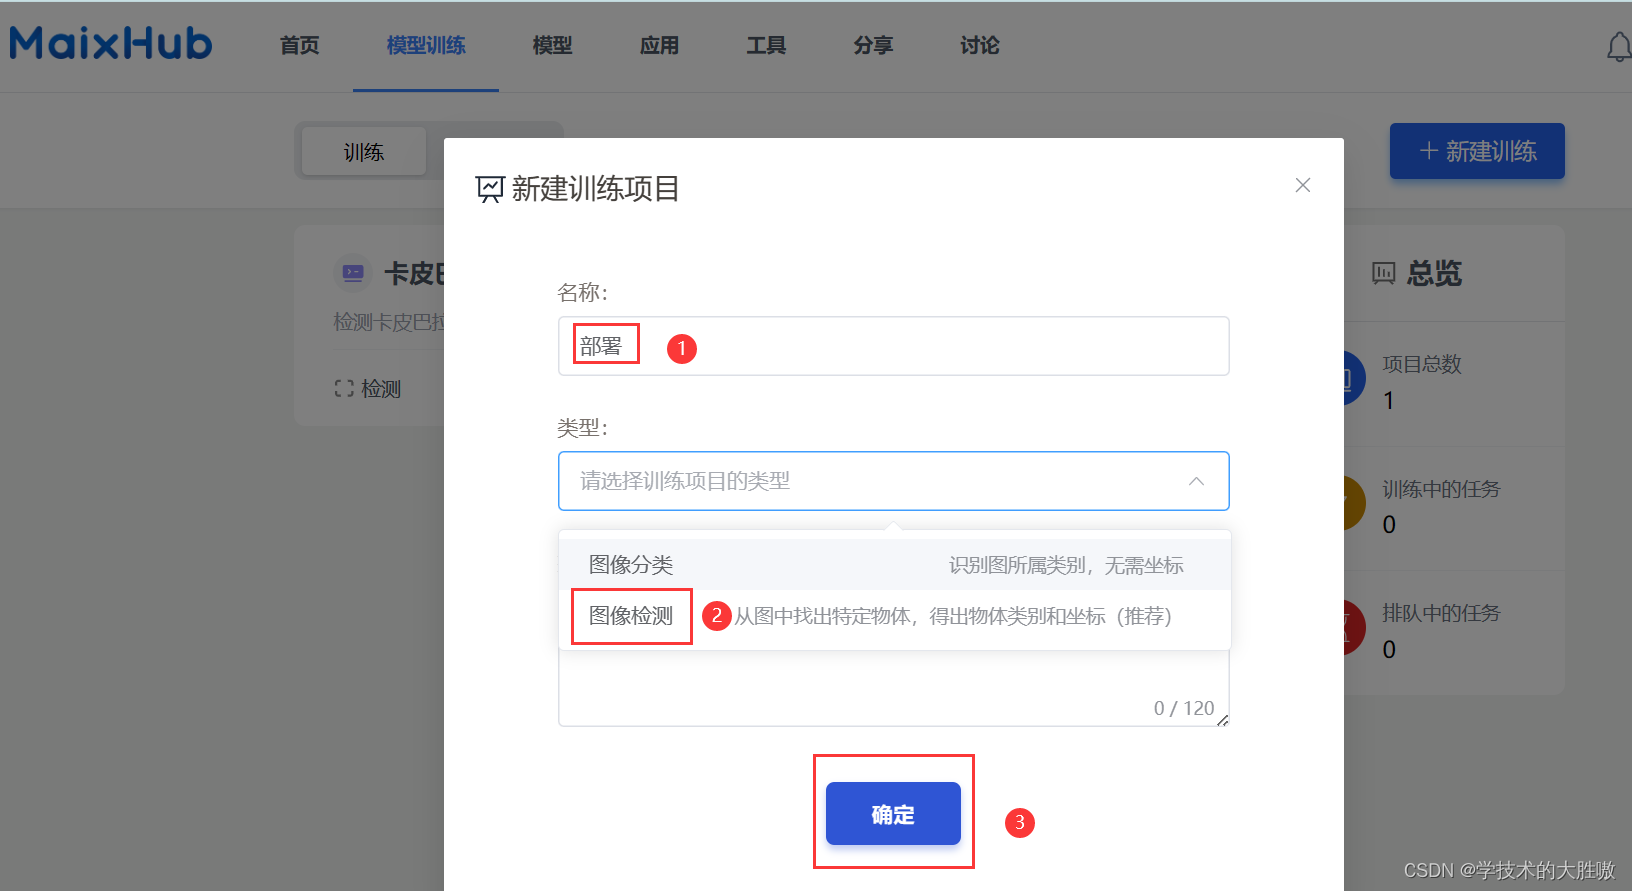 MaixHub 首页 模型训练 模型 应用 工具 分享 讨论
训练
新建训练
新建训练项目
卡皮巴
检测卡皮巴拉
检测
名称：
部署 1
类型：
请选择训练项目的类型
图像分类 识别图所属类别，无需坐标
图像检测 2 从图中找出特定物体，得出物体类别和坐标（推荐）
0 / 120
确定 3
总览
项目总数
1
训练中的任务
0
排队中的任务
0
CSDN @学技术的大胜嗷